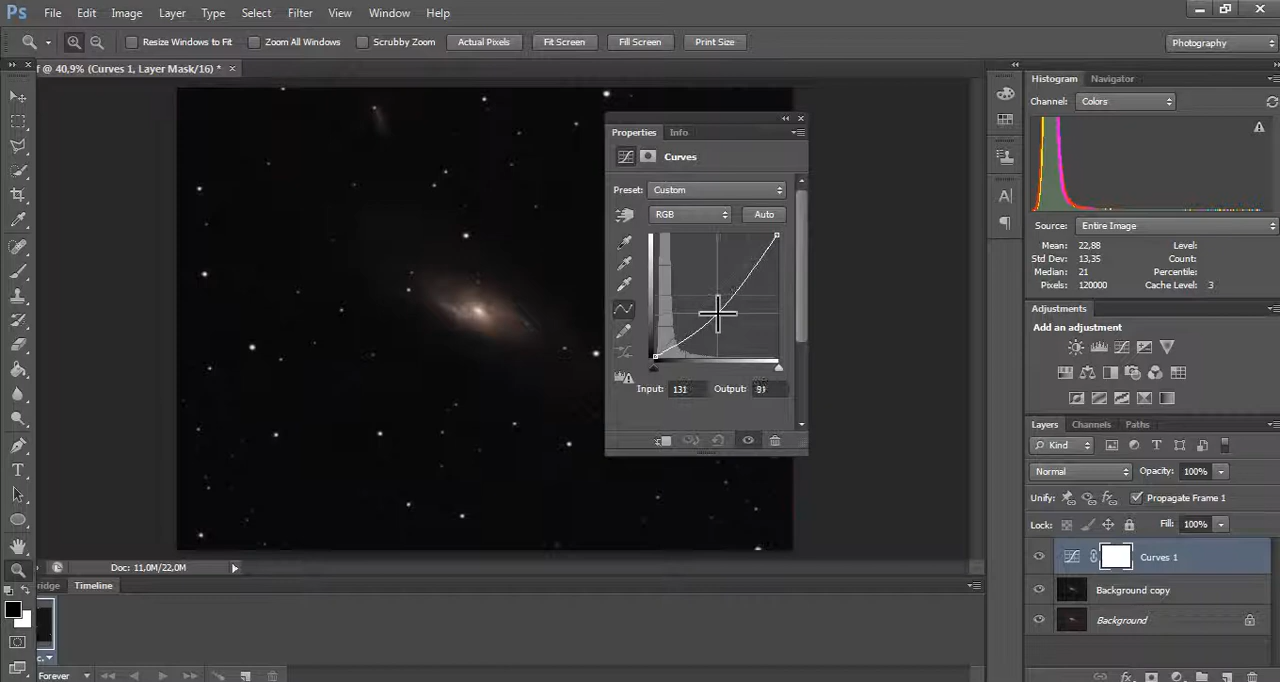 Ps File Edit Image Layer Type Select Filter 3D View Window Help
Resize Windows to Fit Zoom All Windows Scrubby Zoom Actual Pixels Fit Screen Fill Screen Print Size Photography
f @ 40,9% (Curves 1, Layer Mask/16) * ×
Properties Info
Curves
Preset: Custom
RGB Auto
Input: 131 Output: 91
Histogram Navigator
Channel: Colors
Source: Entire Image
Mean: 22,88 Level:
Std Dev: 13,35 Count:
Median: 21 Percentile:
Pixels: 120000 Cache Level: 3
Adjustments
Add an adjustment
Layers Channels Paths
Kind
Normal Opacity: 100%
Unify: Propagate Frame 1
Lock: Fill: 100%
Curves 1
Background copy
Background
Doc: 11,0M/22,0M
ridge Timeline
Forever